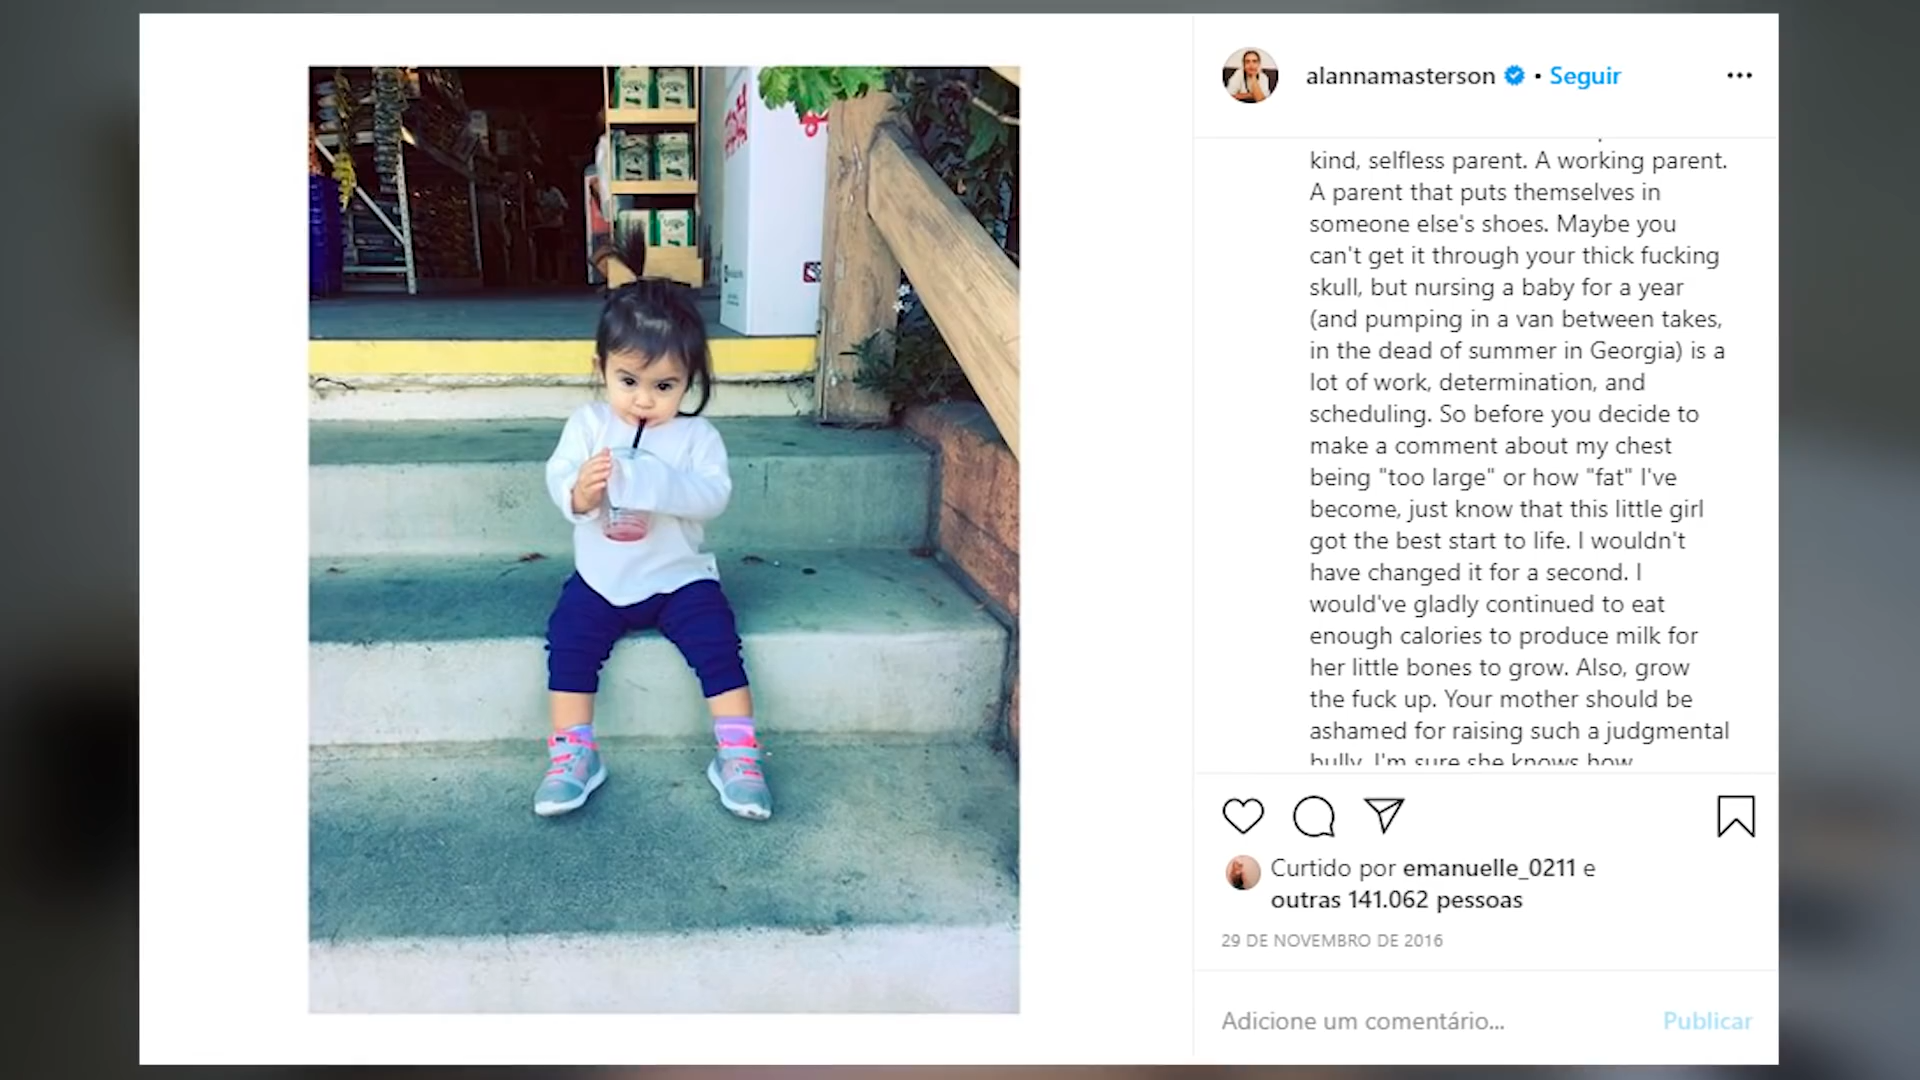 alannamasterson • Seguir
kind, selfless parent. A working parent.
A parent that puts themselves in
someone else's shoes. Maybe you
can't get it through your thick fucking
skull, but nursing a baby for a year
(and pumping in a van between takes,
in the dead of summer in Georgia) is a
lot of work, determination, and
scheduling. So before you decide to
make a comment about my chest
being "too large" or how "fat" I've
become, just know that this little girl
got the best start to life. I wouldn't
have changed it for a second. I
would've gladly continued to eat
enough calories to produce milk for
her little bones to grow. Also, grow
the fuck up. Your mother should be
ashamed for raising such a judgmental
bully. I'm sure she knows how
Curtido por emanuelle_0211 e
outras 141.062 pessoas
29 DE NOVEMBRO DE 2016
Adicione um comentário...
Publicar